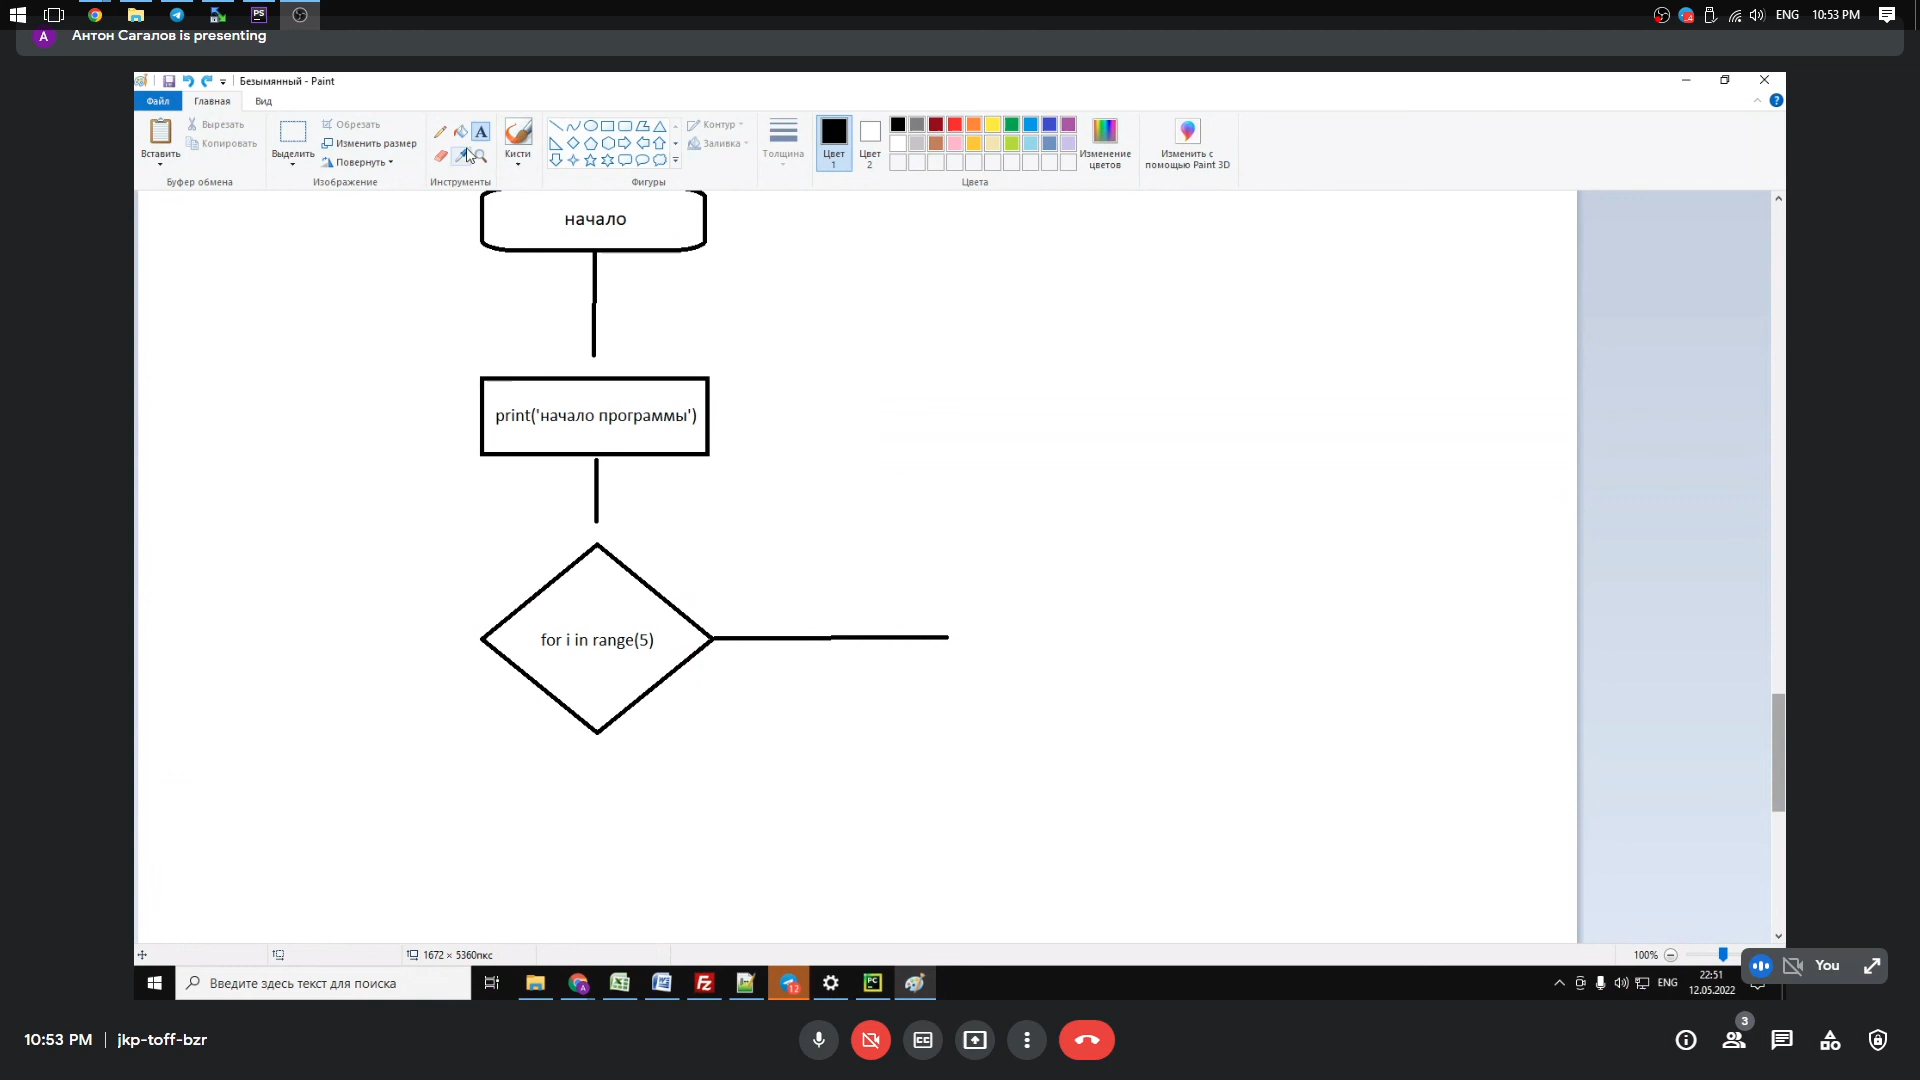 ENG 10:53 PM
A Антон Сагалов is presenting
Безымянный - Paint
Файл Главная Вид
Вставить
Вырезать
Копировать
Буфер обмена
Выделить
Обрезать
Изменить размер
Повернуть
Изображение
A
Инструменты
Кисти
Контур
Заливка
Фигуры
Толщина
Цвет 1
Цвет 2
Изменение цветов
Цвета
Изменить с помощью Paint 3D
начало
print('начало программы')
for i in range(5)
1672 × 5360пкс
100%
You
Введите здесь текст для поиска
12
ENG
22:51
12.05.2022
10:53 PM jkp-toff-bzr
3